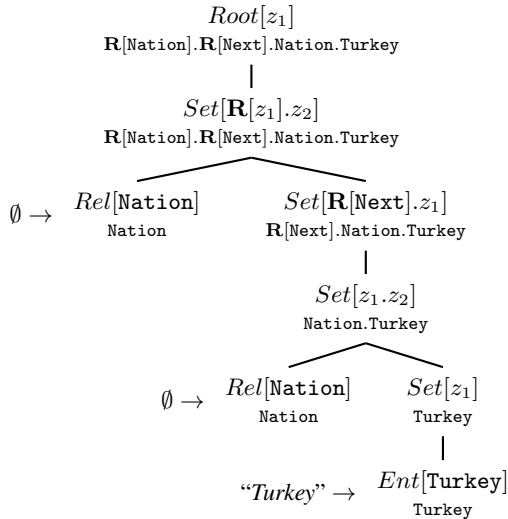 Root[z₁]
R[Nation].R[Next].Nation.Turkey
Set[R[z₁].z₂]
R[Nation].R[Next].Nation.Turkey
∅ → Rel[Nation] Set[R[Next].z₁]
Nation R[Next].Nation.Turkey
Set[z₁.z₂]
Nation.Turkey
∅ → Rel[Nation] Set[z₁]
Nation Turkey
“Turkey” → Ent[Turkey]
Turkey